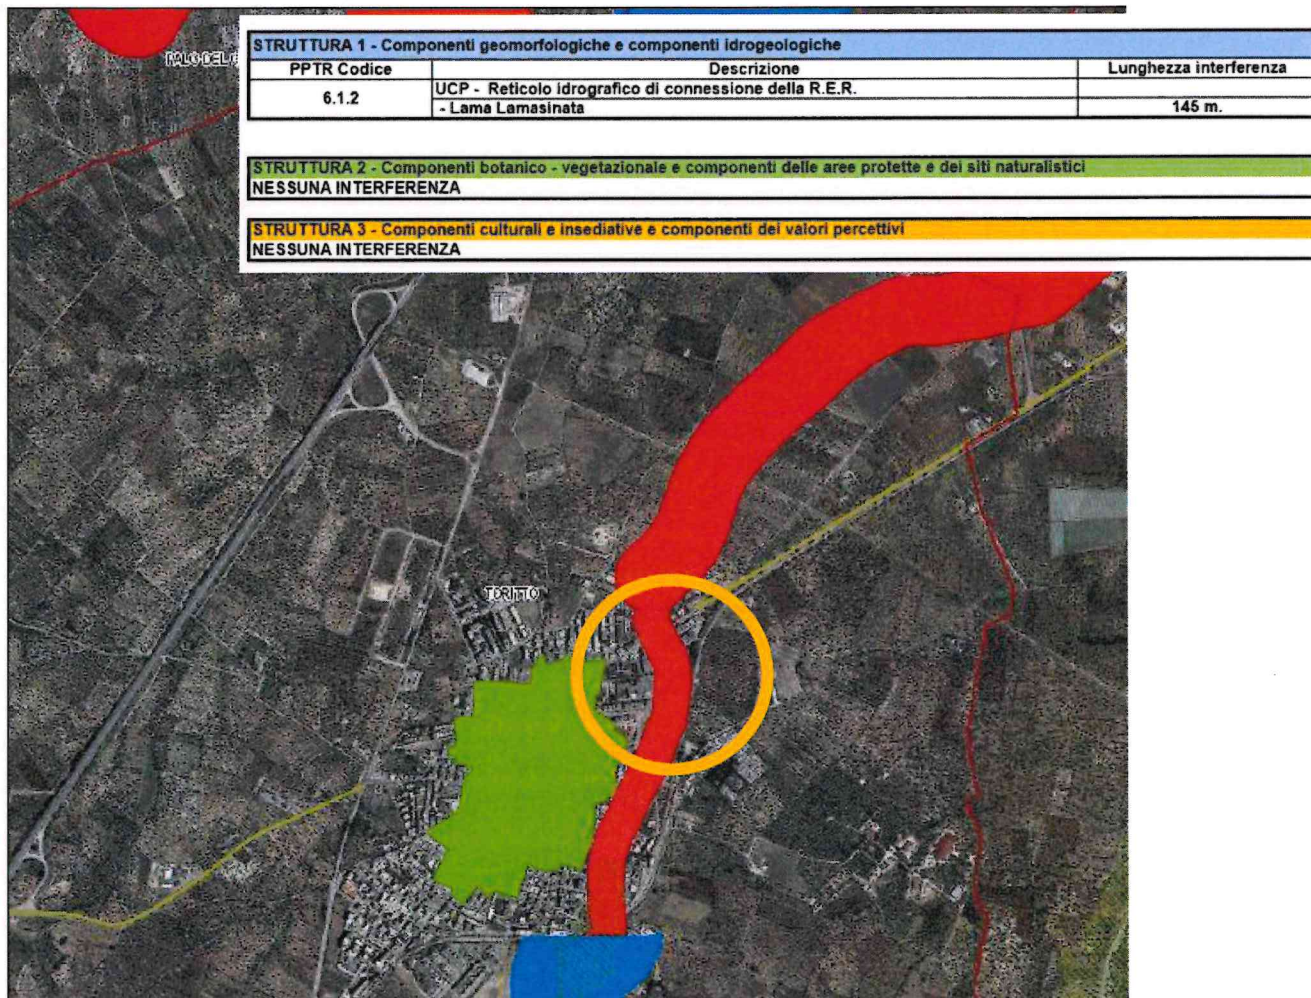 PALO DEL
STRUTTURA 1 - Componenti geomorfologiche e componenti idrogeologiche
PPTR Codice Descrizione Lunghezza interferenza
6.1.2 UCP - Reticolo idrografico di connessione della R.E.R.
- Lama Lamasinata 145 m.
STRUTTURA 2 - Componenti botanico - vegetazionale e componenti delle aree protette e dei siti naturalistici
NESSUNA INTERFERENZA
STRUTTURA 3 - Componenti culturali e insediative e componenti dei valori percettivi
NESSUNA INTERFERENZA
TORITTO